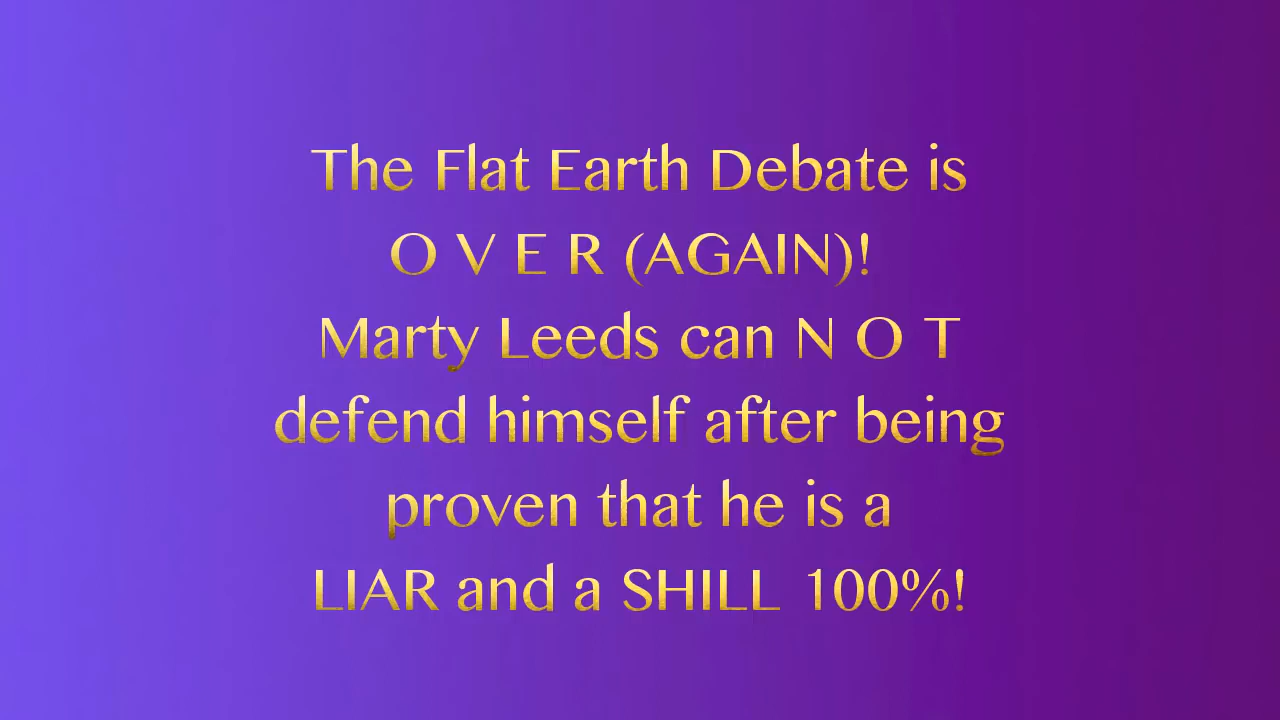 The Flat Earth Debate is
O V E R (AGAIN)!
Marty Leeds can N O T
defend himself after being
proven that he is a
LIAR and a SHILL 100%!